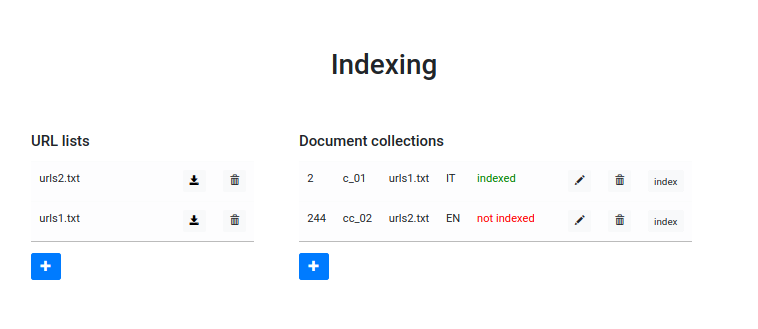 Indexing
URL lists
urls2.txt
urls1.txt
Document collections
2 c_01 urls1.txt IT indexed index
244 cc_02 urls2.txt EN not indexed index